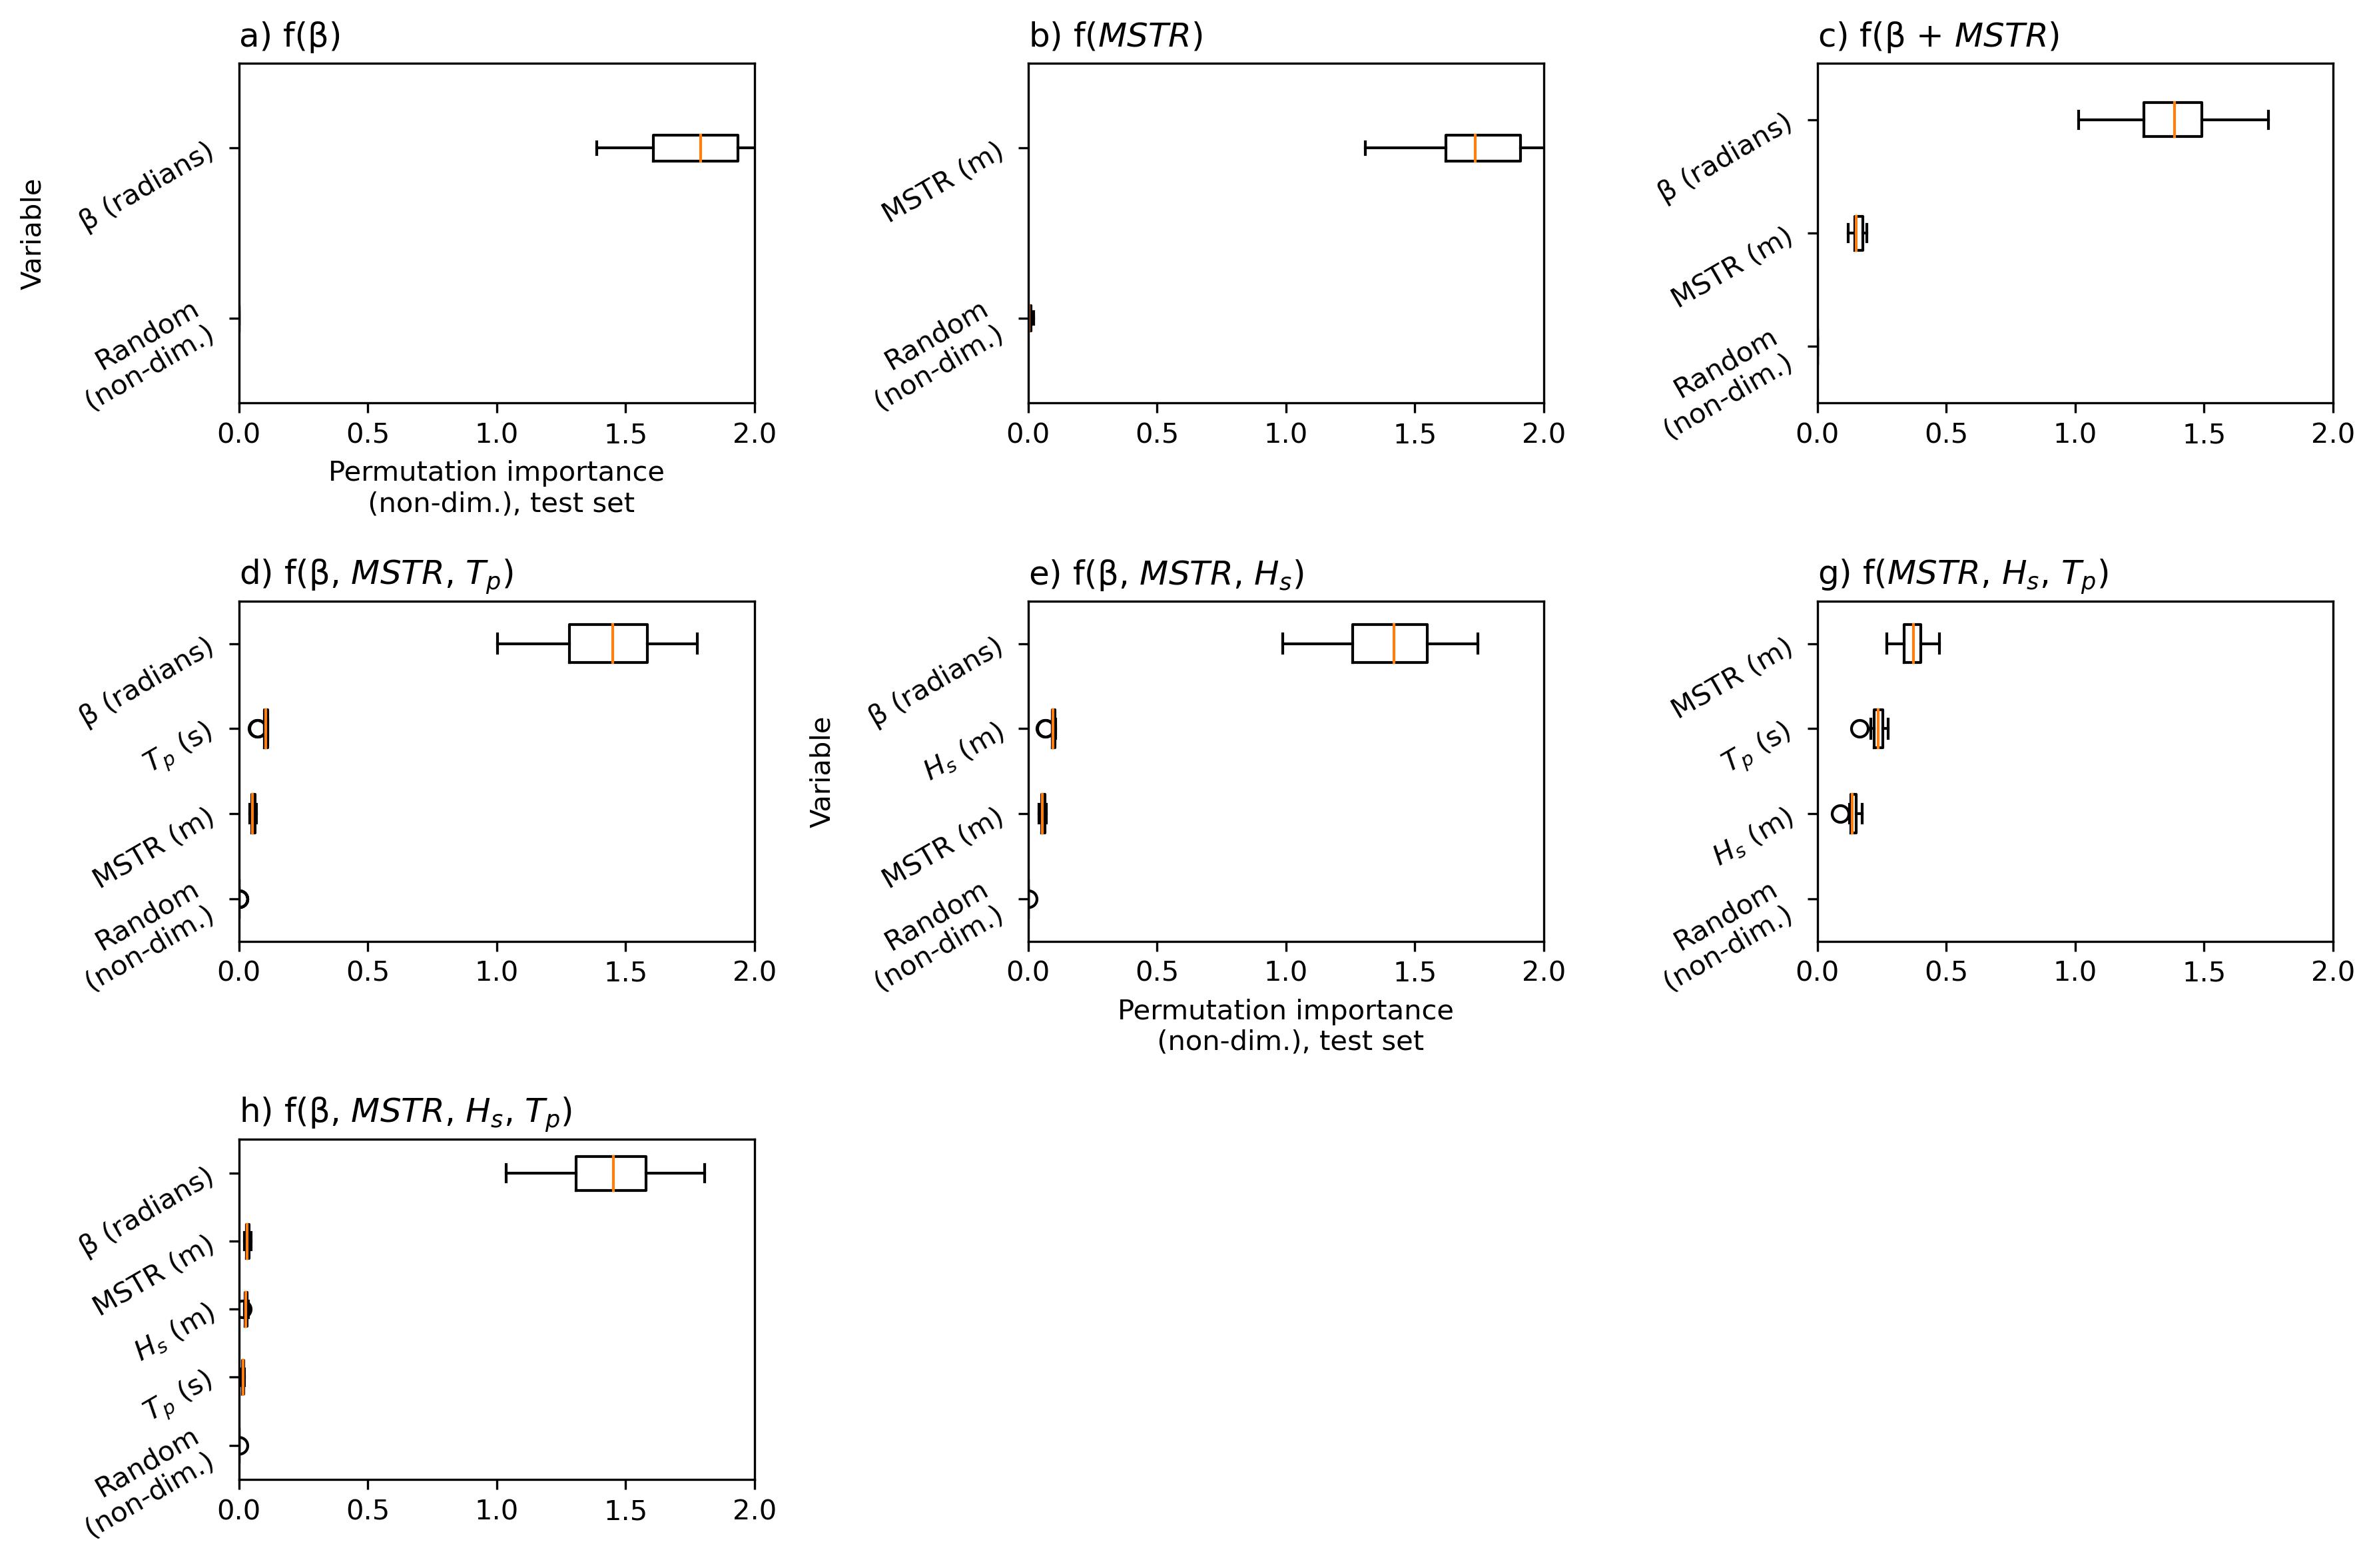 a) f(β)
Variable
β (radians)
Random
(non-dim.)
0.0 0.5 1.0 1.5 2.0
Permutation importance
(non-dim.), test set
b) f(MSTR)
MSTR (m)
Random
(non-dim.)
0.0 0.5 1.0 1.5 2.0
c) f(β + MSTR)
β (radians)
MSTR (m)
Random
(non-dim.)
0.0 0.5 1.0 1.5 2.0
d) f(β, MSTR, Tp)
β (radians)
Tp (s)
MSTR (m)
Random
(non-dim.)
0.0 0.5 1.0 1.5 2.0
e) f(β, MSTR, Hs)
Variable
β (radians)
Hs (m)
MSTR (m)
Random
(non-dim.)
0.0 0.5 1.0 1.5 2.0
Permutation importance
(non-dim.), test set
g) f(MSTR, Hs, Tp)
MSTR (m)
Tp (s)
Hs (m)
Random
(non-dim.)
0.0 0.5 1.0 1.5 2.0
h) f(β, MSTR, Hs, Tp)
β (radians)
MSTR (m)
Hs (m)
Tp (s)
Random
(non-dim.)
0.0 0.5 1.0 1.5 2.0